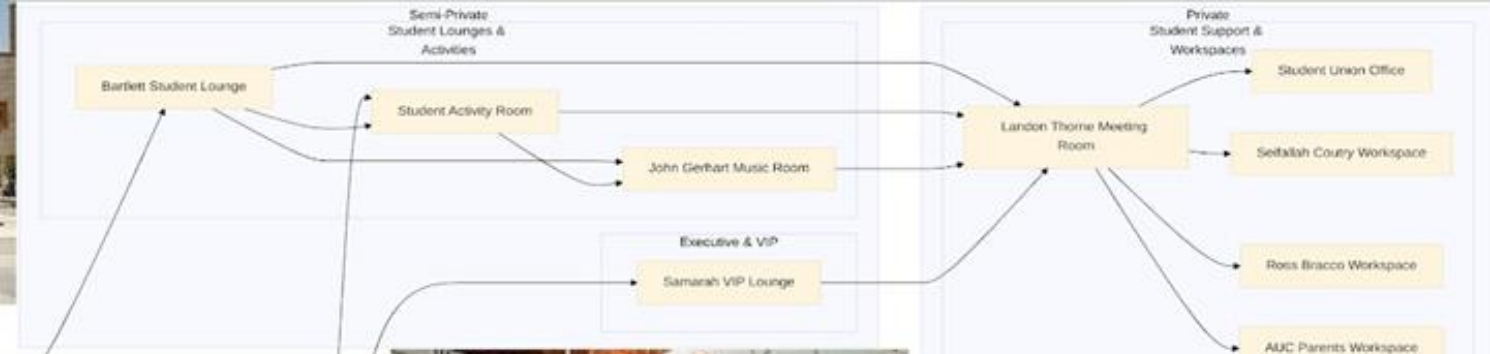 Semi-Private
Student Lounges &
Activities
Bartlett Student Lounge
Student Activity Room
John Gerhart Music Room
Executive & VIP
Samarah VIP Lounge
Private
Student Support &
Workspaces
Student Union Office
Landon Thorne Meeting
Room
Seifallah Coutry Workspace
Ross Bracco Workspace
AUC Parents Workspace